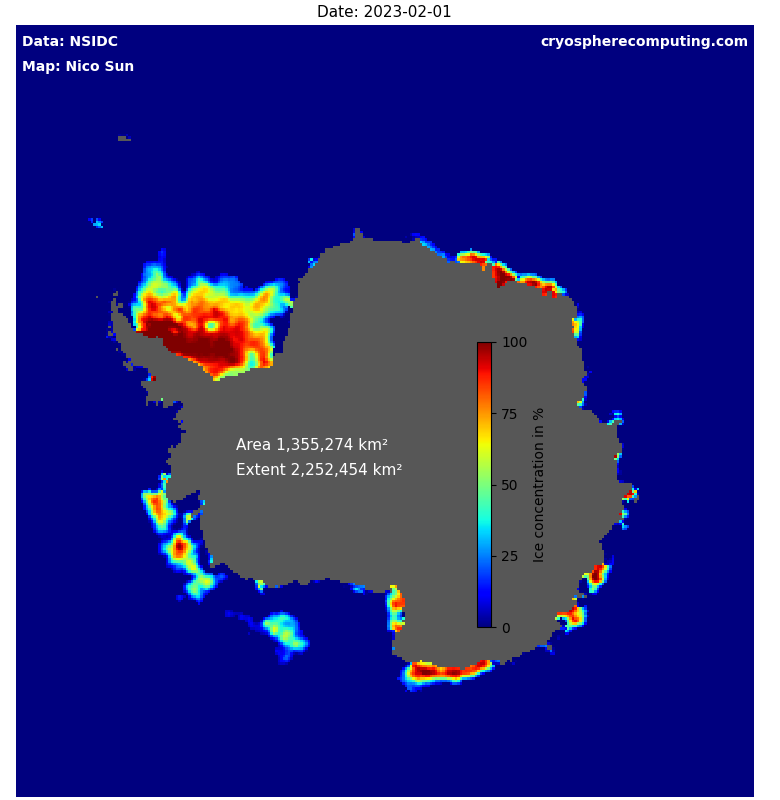 Date: 2023-02-01
Data: NSIDC
cryospherecomputing.com
Map: Nico Sun
100
75
50
25
0
Ice concentration in %
Area 1,355,274 km²
Extent 2,252,454 km²